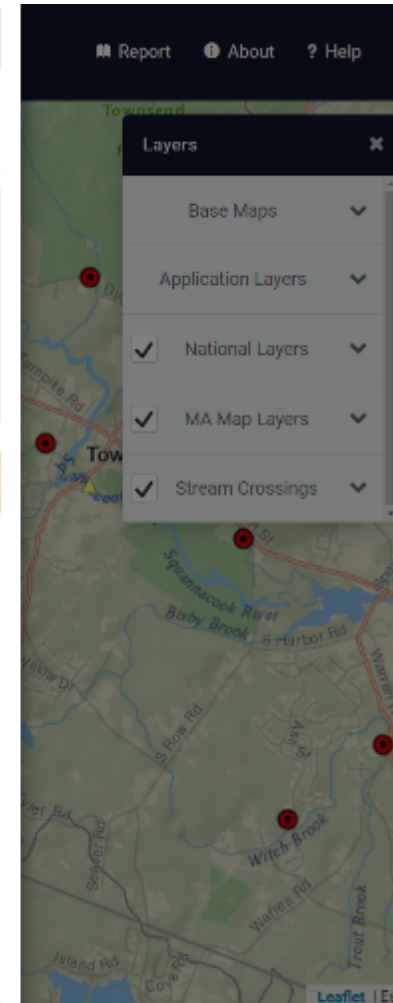 Report About ? Help
Townsend
Layers
Base Maps
Application Layers
National Layers
MA Map Layers
Stream Crossings
Turnpike Rd
Tow
Squannacook River
Bixby Brook
S Harbor Rd
Warren Rd
S Row Rd
Ash St
Witch Brook
Seaver Rd
Warren Rd
Trout Brook
Island Rd
Leaflet